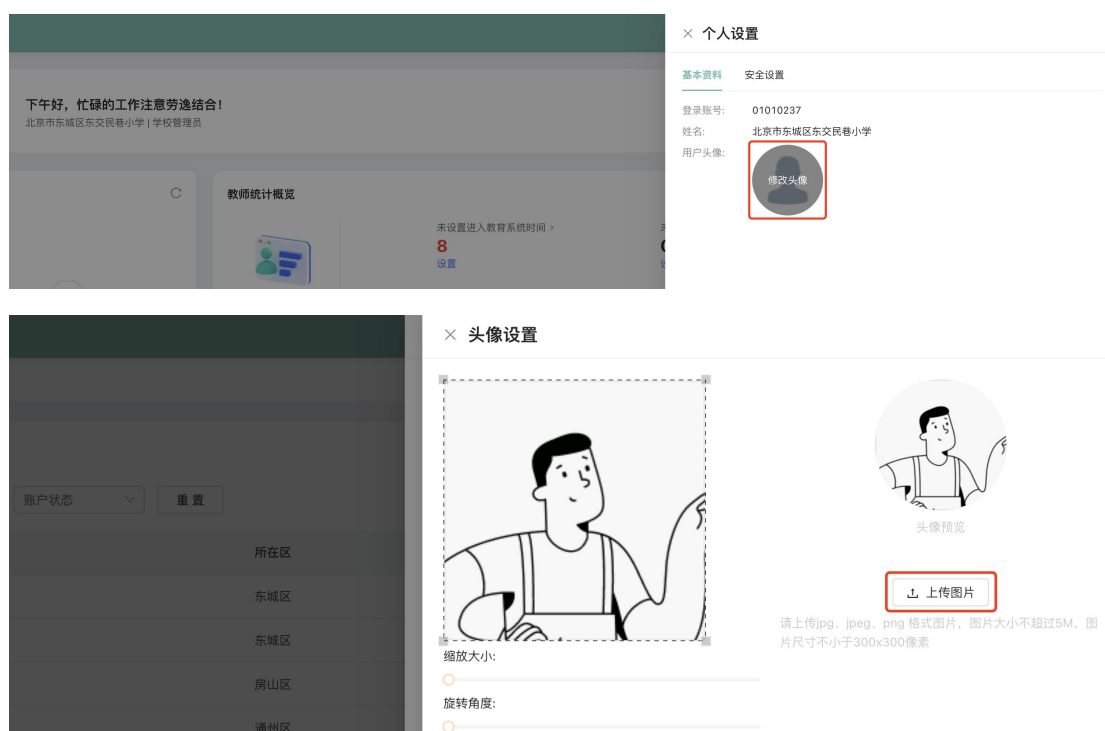 × 个人设置
基本资料 安全设置
下午好，忙碌的工作注意劳逸结合！
北京市东城区东交民巷小学 | 学校管理员
登录账号: 01010237
姓名: 北京市东城区东交民巷小学
用户头像:
修改头像
教师统计概览
未设置进入教育系统时间 >
8
设置
× 头像设置
账户状态
重 置
所在区
东城区
东城区
房山区
通州区
头像预览
上传图片
请上传jpg、jpeg、png 格式图片，图片大小不超过5M，图
片尺寸不小于300x300像素
缩放大小:
旋转角度: